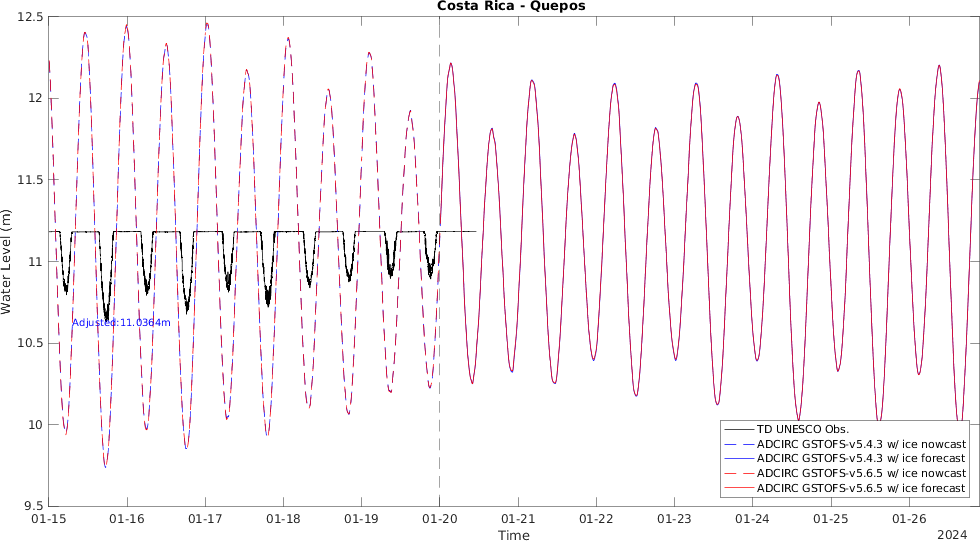 Costa Rica - Quepos
12.5
12
11.5
11
10.5
10
9.5
Water Level (m)
Adjusted:11.0364m
TD UNESCO Obs.
ADCIRC GSTOFS-v5.4.3 w/ ice nowcast
ADCIRC GSTOFS-v5.4.3 w/ ice forecast
ADCIRC GSTOFS-v5.6.5 w/ ice nowcast
ADCIRC GSTOFS-v5.6.5 w/ ice forecast
01-15 01-16 01-17 01-18 01-19 01-20 01-21 01-22 01-23 01-24 01-25 01-26
Time
2024